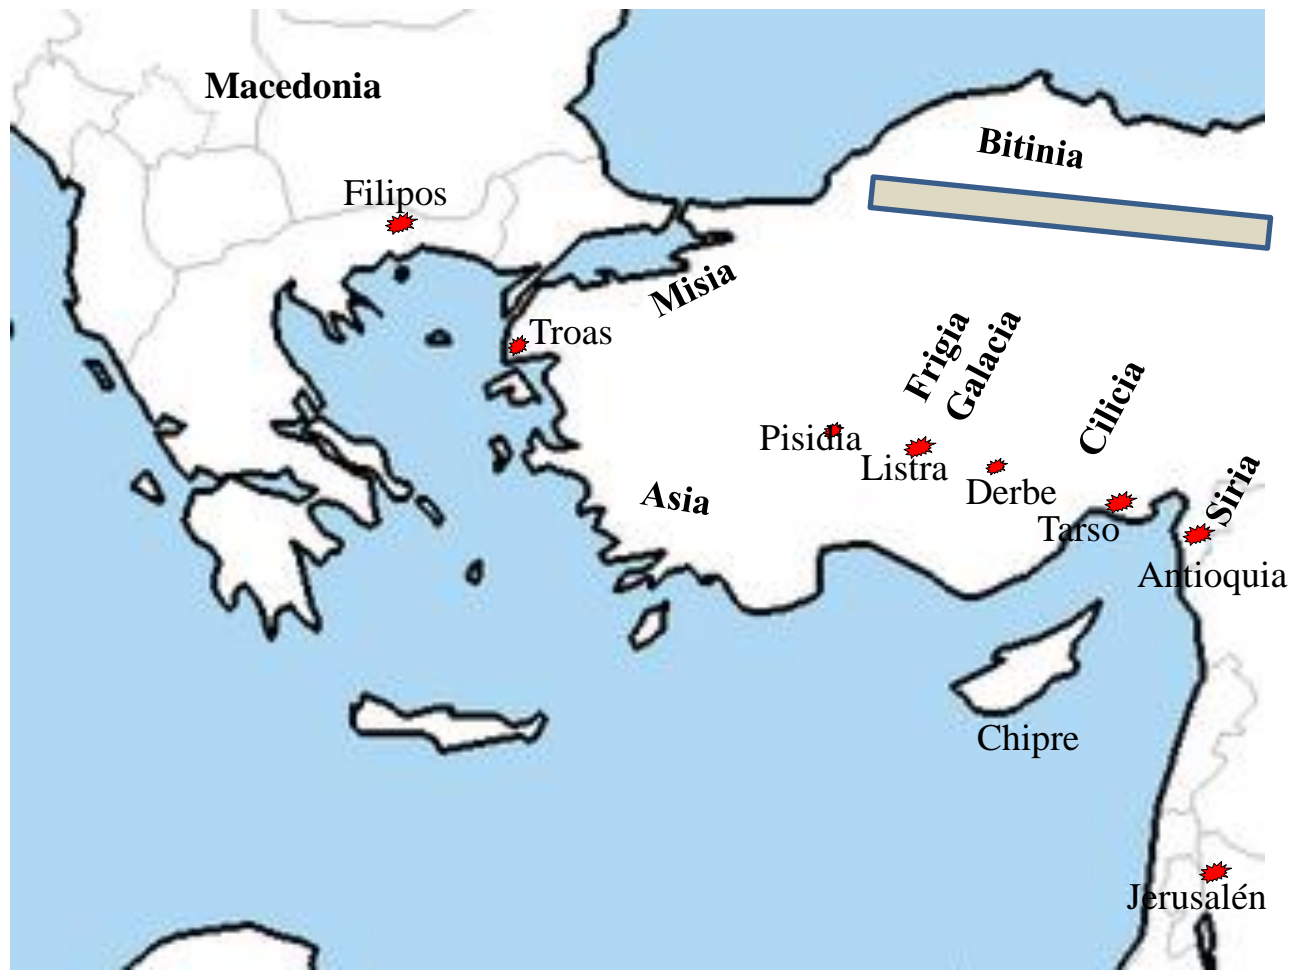 Macedonia
Bitinia
Filipos
Misia
Troas
Frigia
Galacia
Cilicia
Pisidia
Listra
Derbe
Asia
Siria
Tarso
Antioquia
Chipre
Jerusalén